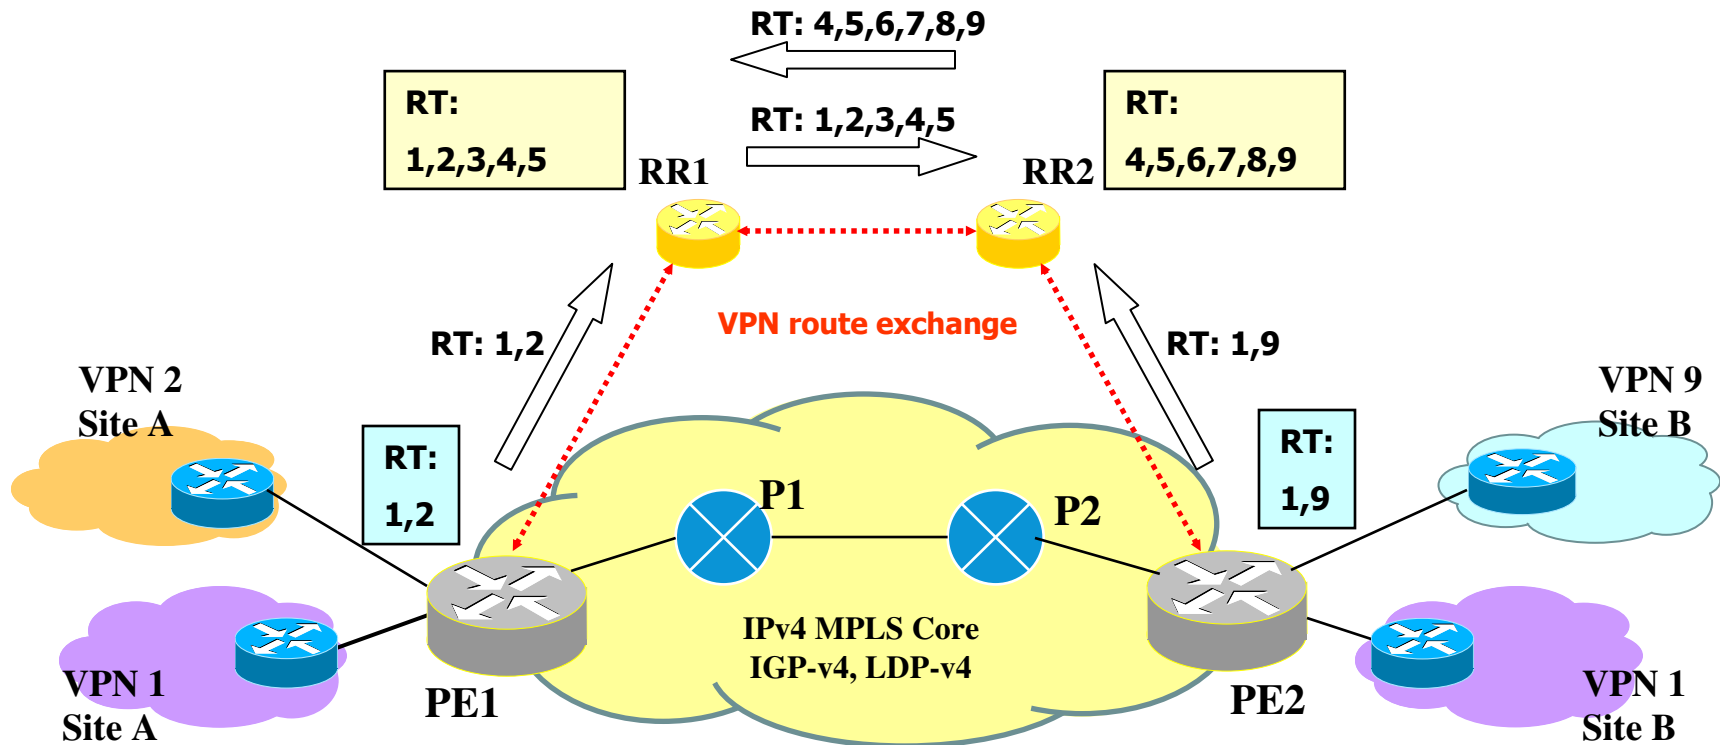 RT: 4,5,6,7,8,9
RT:
1,2,3,4,5
RT: 1,2,3,4,5
RT:
4,5,6,7,8,9
RR1
RR2
VPN route exchange
RT: 1,2
RT: 1,9
VPN 2
Site A
VPN 9
Site B
RT:
1,2
RT:
1,9
P1
P2
IPv4 MPLS Core
IGP-v4, LDP-v4
PE1
PE2
VPN 1
Site A
VPN 1
Site B